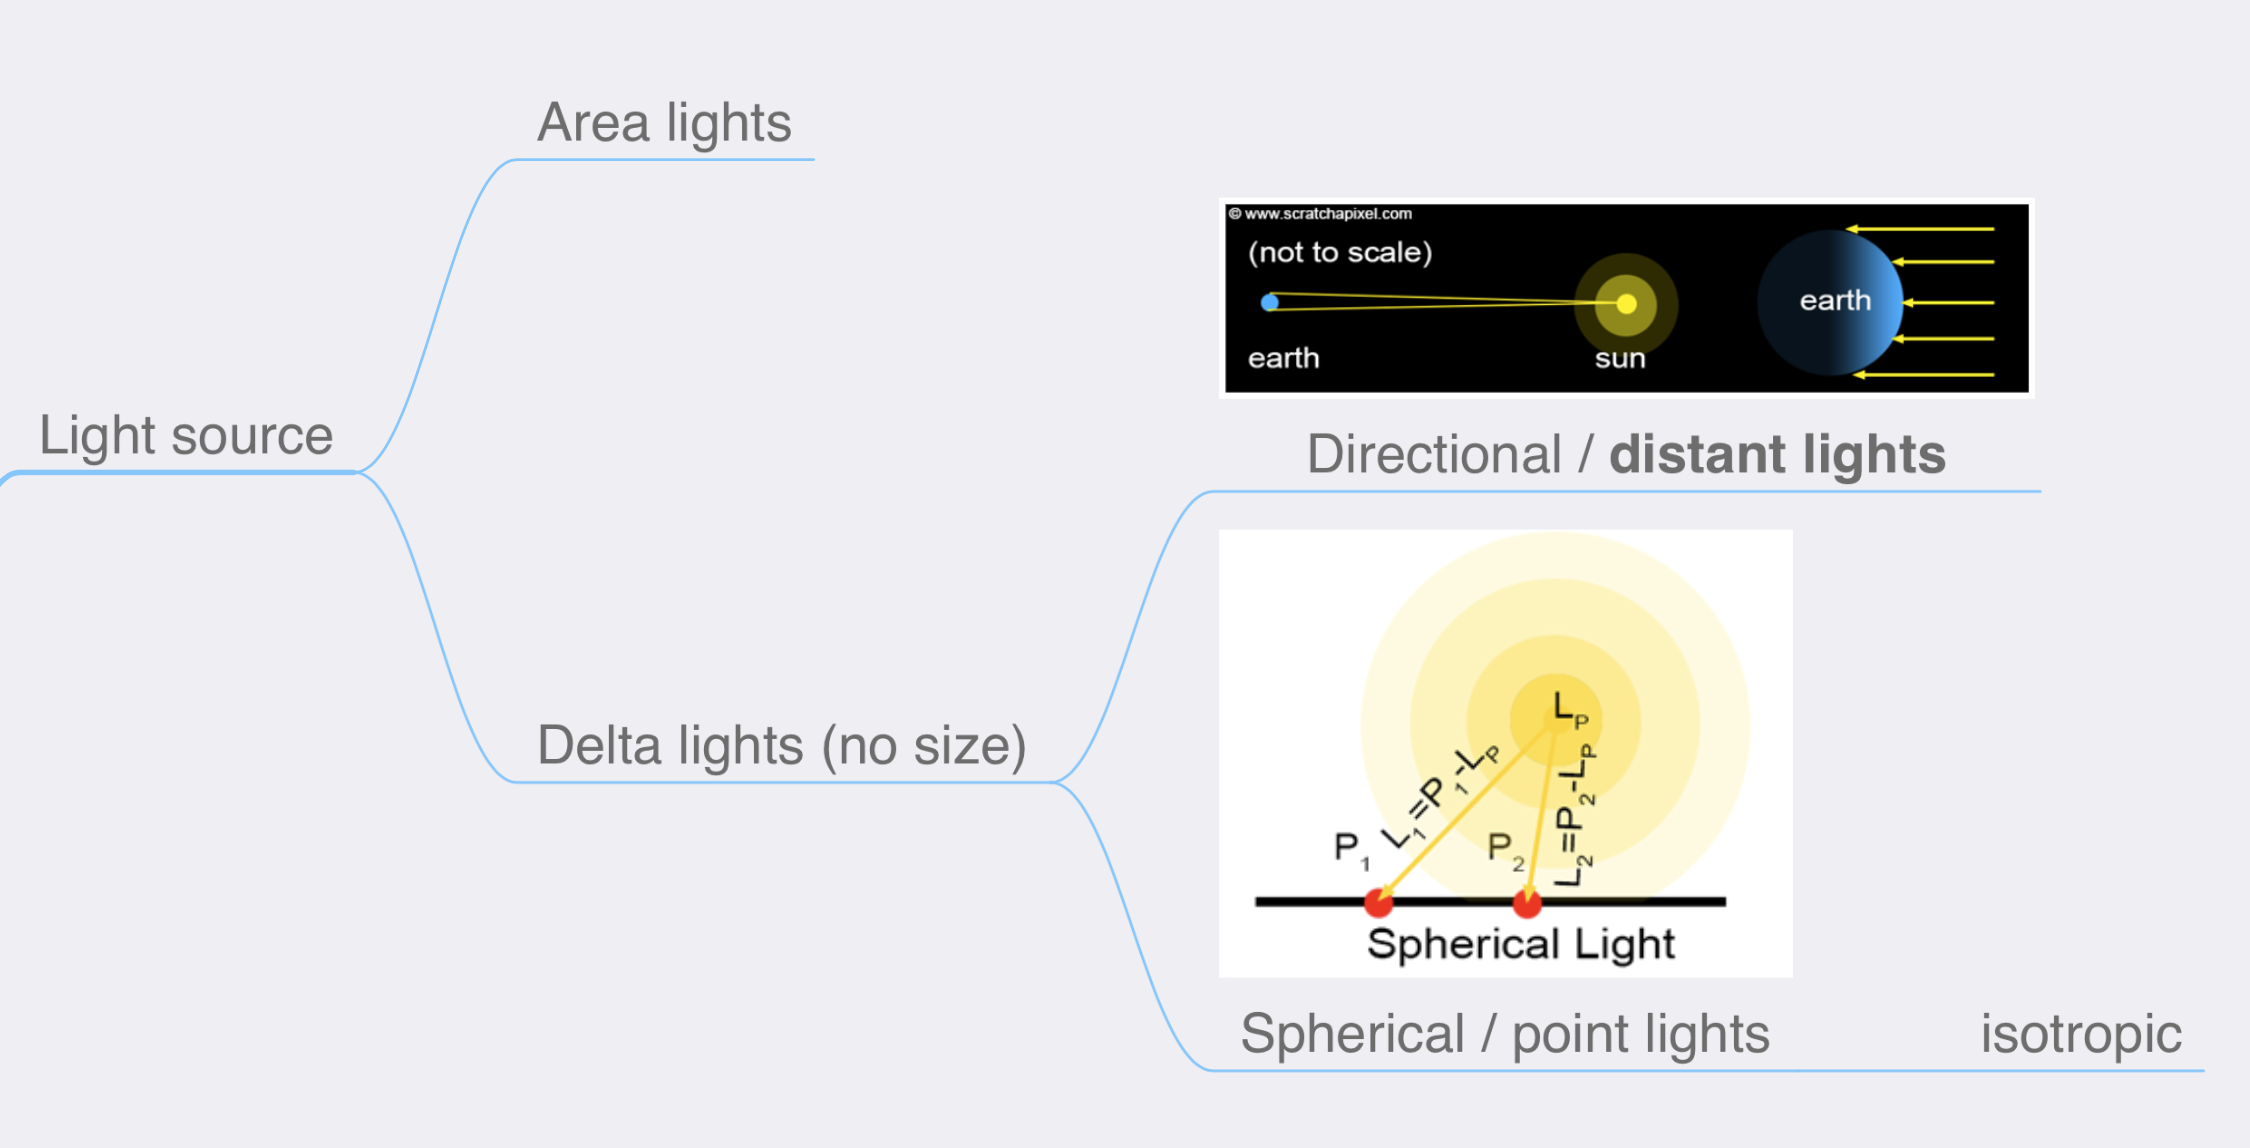 Area lights
© www.scratchapixel.com
(not to scale)
earth
earth
sun
Light source
Directional / distant lights
L_P
L_1=P_1-L_P
L_2=P_2-L_P
P_1
P_2
Delta lights (no size)
Spherical Light
Spherical / point lights
isotropic